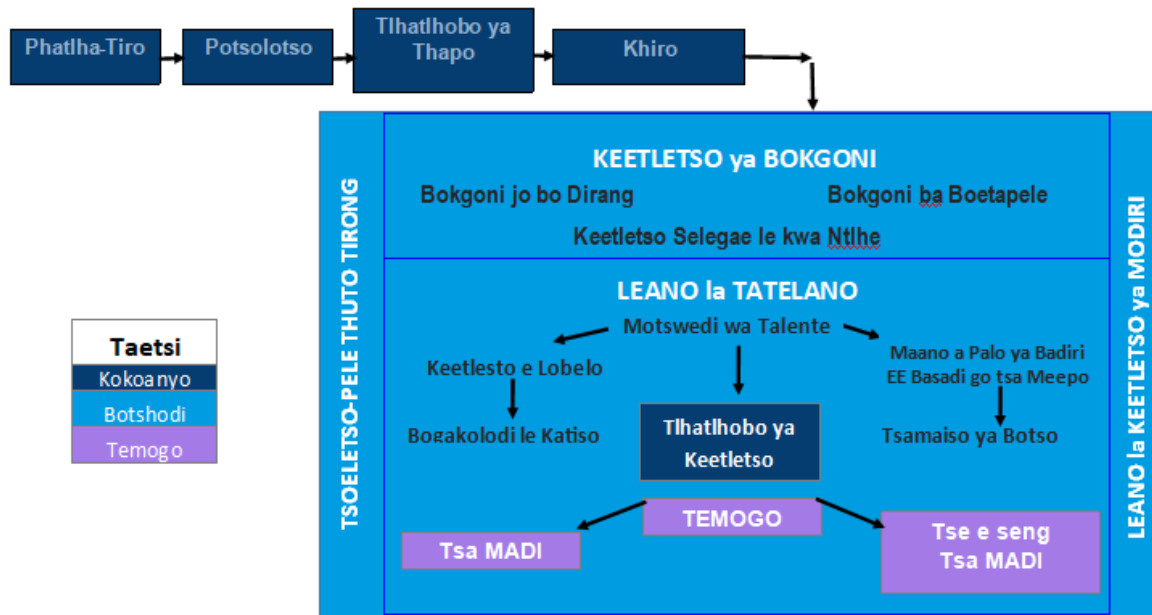 Phatlha-Tiro
Potsolotso
Tlhatlhobo ya
Thapo
Khiro
TSOELETSO-PELE THUTO TIRONG
KEETLETSO ya BOKGONI
Bokgoni jo bo Dirang
Bokgoni ba Boetapele
Keetletso Selegae le kwa Ntlhe
LEANO la TATELANO
Motswedi wa Talente
Keetlesto e Lobelo
Bogakolodi le Katiso
Tlhatlhobo ya
Keetletso
Maano a Palo ya Badiri
EE Basadi go tsa Meepo
Tsamaiso ya Botso
TEMOGO
Tsa MADI
Tse e seng
Tsa MADI
LEANO la KEETLETSO ya MODIRI
Taetsi
Kokoanyo
Botshodi
Temogo